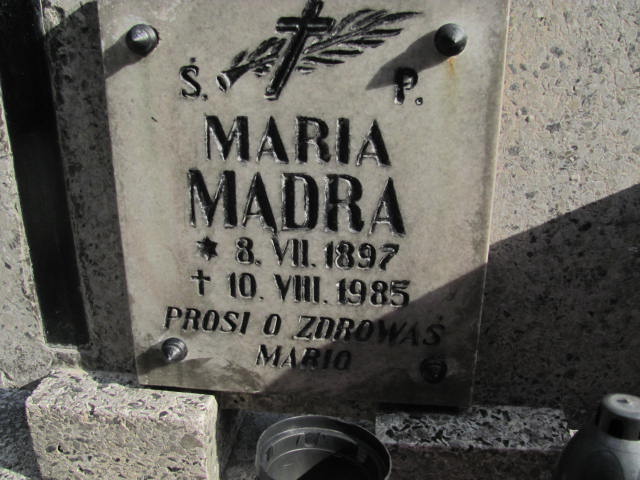 Ś. P.
MARIA
MĄDRA
* 8. VII. 1897
† 10. VIII. 1985
PROSI O ZDROWAŚ
MARIO